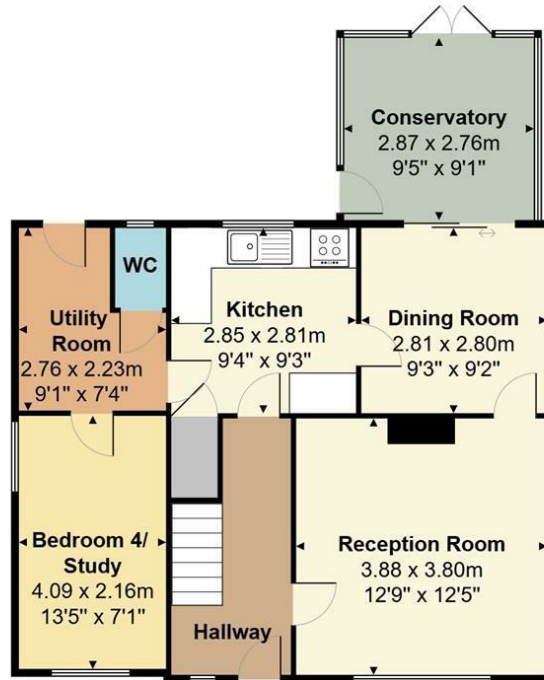 Conservatory
2.87 x 2.76m
9'5" x 9'1"
WC
Utility
Room
2.76 x 2.23m
9'1" x 7'4"
Kitchen
2.85 x 2.81m
9'4" x 9'3"
Dining Room
2.81 x 2.80m
9'3" x 9'2"
Bedroom 4/
Study
4.09 x 2.16m
13'5" x 7'1"
Hallway
Reception Room
3.88 x 3.80m
12'9" x 12'5"